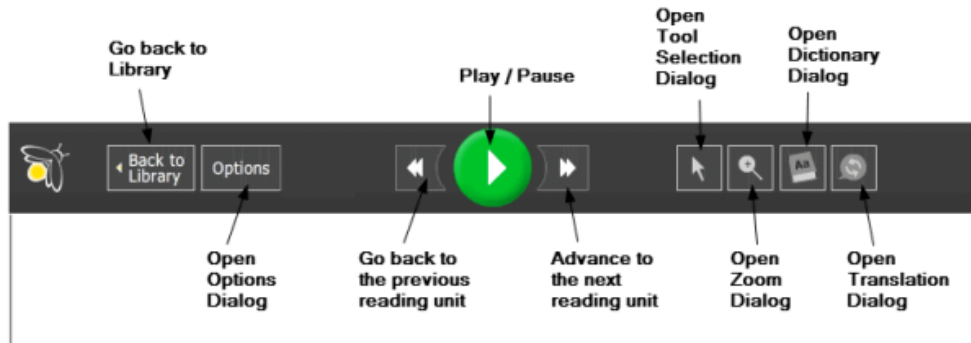 Go back to
Library
Play / Pause
Open
Tool
Selection
Dialog
Open
Dictionary
Dialog
Back to
Library
Options
Aa
Open
Options
Dialog
Go back to
the previous
reading unit
Advance to
the next
reading unit
Open
Zoom
Dialog
Open
Translation
Dialog